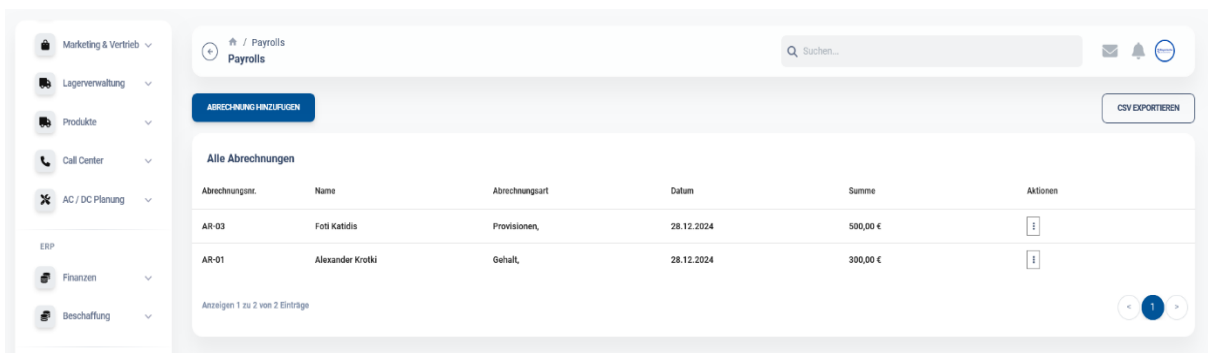 Marketing & Vertrieb
Lagerverwaltung
Produkte
Call Center
AC / DC Planung
ERP
Finanzen
Beschaffung
/ Payrolls
Payrolls
Suchen...
ABRECHNUNG HINZUFÜGEN
CSV EXPORTIEREN
Alle Abrechnungen
Abrechnungsnr. Name Abrechnungsart Datum Summe Aktionen
AR-03 Foti Katidis Provisionen, 28.12.2024 500,00 €
AR-01 Alexander Krotki Gehalt, 28.12.2024 300,00 €
Anzeigen 1 zu 2 von 2 Einträge
< 1 >